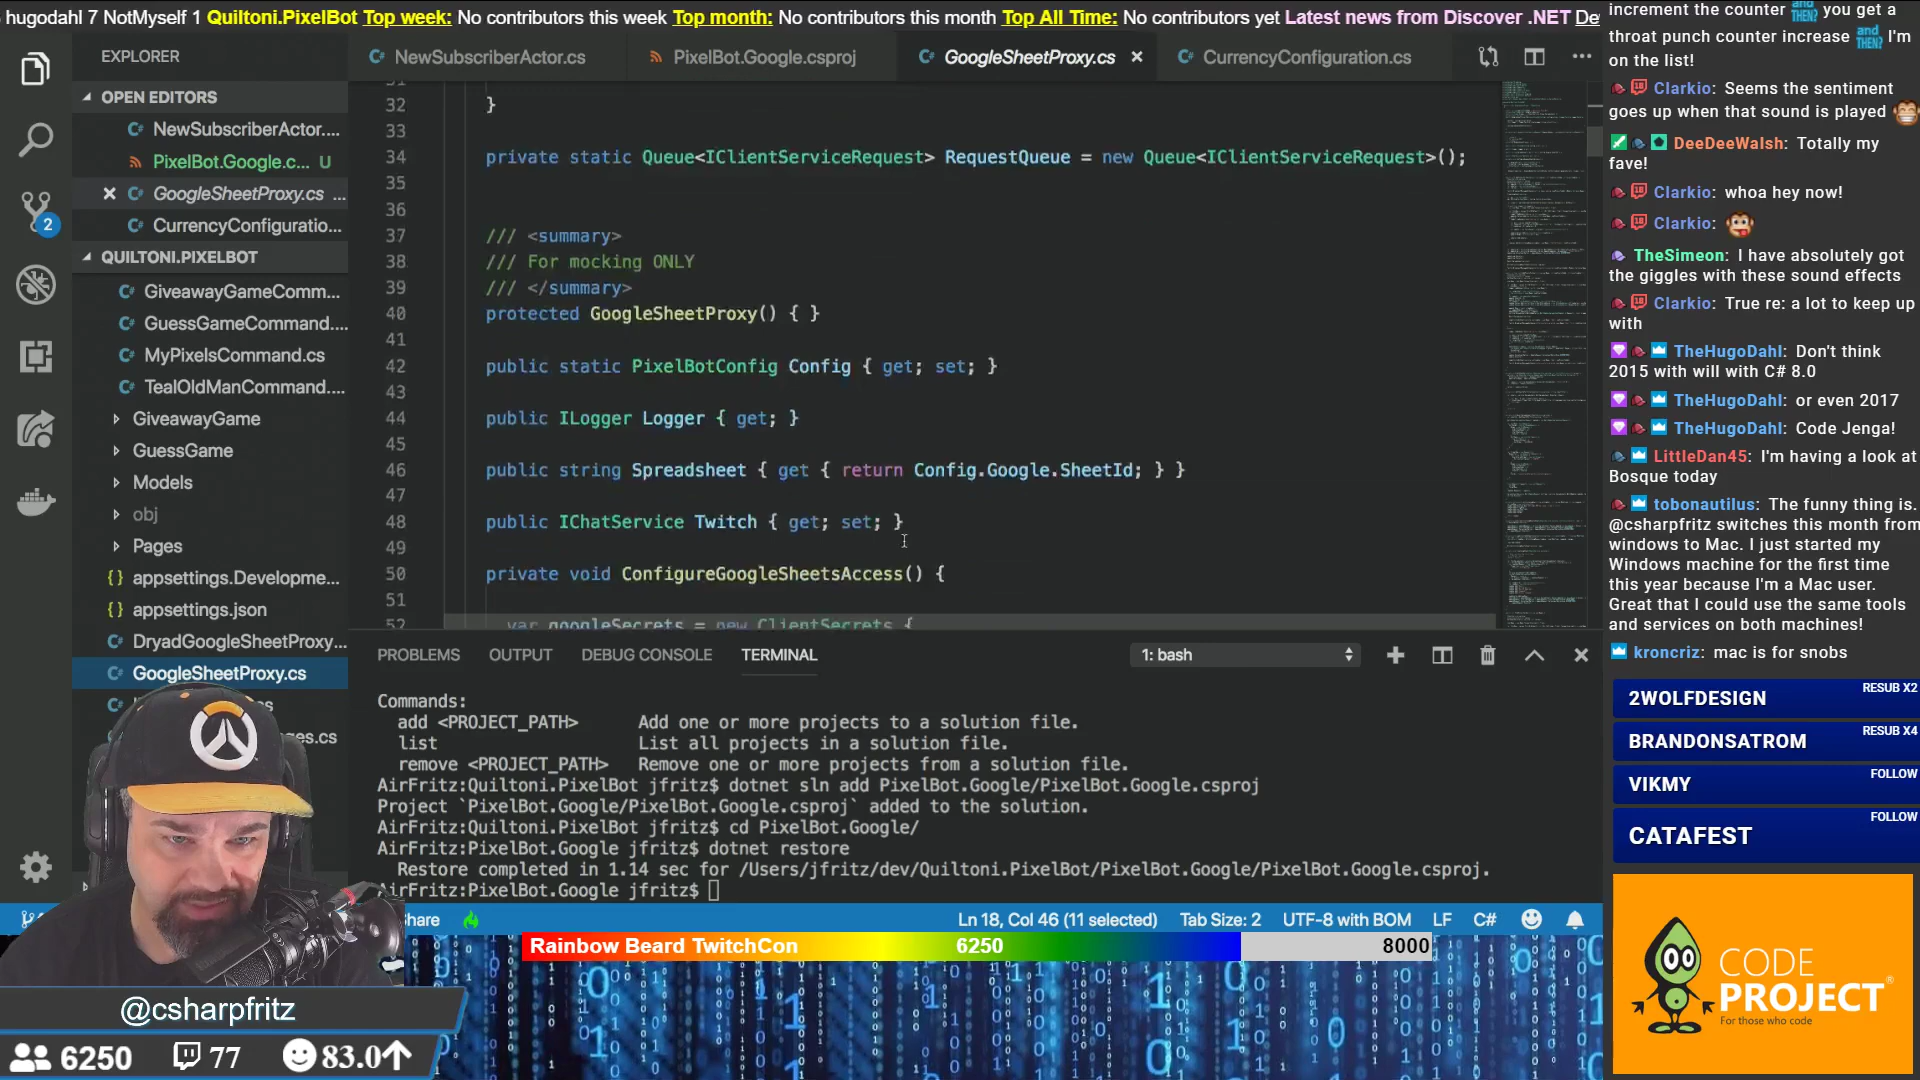 hugodahl 7 NotMyself 1 Quiltoni.PixelBot Top week: No contributors this week Top month: No contributors this month Top All Time: No contributors yet Latest news from Discover .NET De
EXPLORER
OPEN EDITORS
NewSubscriberActor....
PixelBot.Google.c... U
GoogleSheetProxy.cs ...
CurrencyConfiguratio...
QUILTONI.PIXELBOT
GiveawayGameComm...
GuessGameCommand....
MyPixelsCommand.cs
TealOldManCommand....
GiveawayGame
GuessGame
Models
obj
Pages
appsettings.Developme...
appsettings.json
DryadGoogleSheetProxy...
GoogleSheetProxy.cs
2
NewSubscriberActor.cs
PixelBot.Google.csproj
GoogleSheetProxy.cs
CurrencyConfiguration.cs
32 }
33
34 private static Queue<IClientServiceRequest> RequestQueue = new Queue<IClientServiceRequest>();
35
36
37 /// <summary>
38 /// For mocking ONLY
39 /// </summary>
40 protected GoogleSheetProxy() { }
41
42 public static PixelBotConfig Config { get; set; }
43
44 public ILogger Logger { get; }
45
46 public string Spreadsheet { get { return Config.Google.SheetId; } }
47
48 public IChatService Twitch { get; set; }
49
50 private void ConfigureGoogleSheetsAccess() {
51
52 var googleSecrets = new ClientSecrets {
PROBLEMS OUTPUT DEBUG CONSOLE TERMINAL 1: bash
Commands:
add <PROJECT_PATH> Add one or more projects to a solution file.
list List all projects in a solution file.
remove <PROJECT_PATH> Remove one or more projects from a solution file.
AirFritz:Quiltoni.PixelBot jfritz$ dotnet sln add PixelBot.Google/PixelBot.Google.csproj
Project `PixelBot.Google/PixelBot.Google.csproj` added to the solution.
AirFritz:Quiltoni.PixelBot jfritz$ cd PixelBot.Google/
AirFritz:PixelBot.Google jfritz$ dotnet restore
Restore completed in 1.14 sec for /Users/jfritz/dev/Quiltoni.PixelBot/PixelBot.Google/PixelBot.Google.csproj.
AirFritz:PixelBot.Google jfritz$
Share Ln 18, Col 46 (11 selected) Tab Size: 2 UTF-8 with BOM LF C#
Rainbow Beard TwitchCon 6250 8000
@csharpfritz
6250 77 83.0
increment the counter and THEN? you get a
throat punch counter increase and THEN? I'm
on the list!
Clarkio: Seems the sentiment
goes up when that sound is played
DeeDeeWalsh: Totally my
fave!
Clarkio: whoa hey now!
Clarkio:
TheSimeon: I have absolutely got
the giggles with these sound effects
Clarkio: True re: a lot to keep up
with
TheHugoDahl: Don't think
2015 with will with C# 8.0
TheHugoDahl: or even 2017
TheHugoDahl: Code Jenga!
LittleDan45: I'm having a look at
Bosque today
tobonautilus: The funny thing is.
@csharpfritz switches this month from
windows to Mac. I just started my
Windows machine for the first time
this year because I'm a Mac user.
Great that I could use the same tools
and services on both machines!
kroncriz: mac is for snobs
2WOLFDESIGN RESUB X2
BRANDONSATROM RESUB X4
VIKMY FOLLOW
CATAFEST FOLLOW
CODE
PROJECT®
For those who code